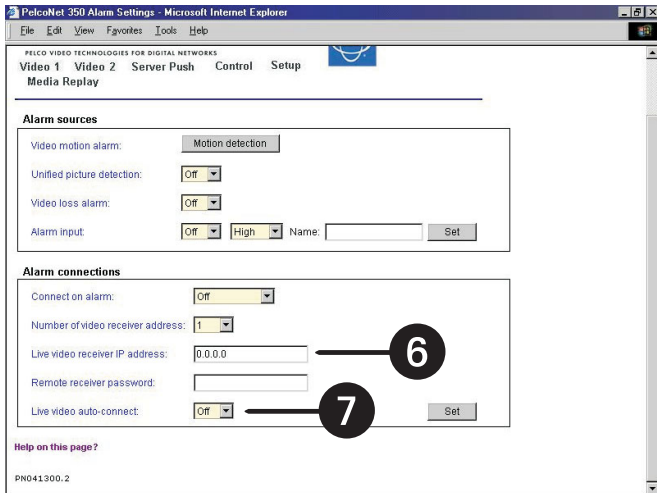 PelcoNet 350 Alarm Settings - Microsoft Internet Explorer
File Edit View Favorites Tools Help
PELCO VIDEO TECHNOLOGIES FOR DIGITAL NETWORKS
Video 1 Video 2 Server Push Control Setup
Media Replay
Alarm sources
Video motion alarm: Motion detection
Unified picture detection: Off
Video loss alarm: Off
Alarm input: Off High Name: Set
Alarm connections
Connect on alarm: Off
Number of video receiver address: 1
Live video receiver IP address: 0.0.0.0 6
Remote receiver password:
Live video auto-connect: Off 7 Set
Help on this page?
PN041300.2